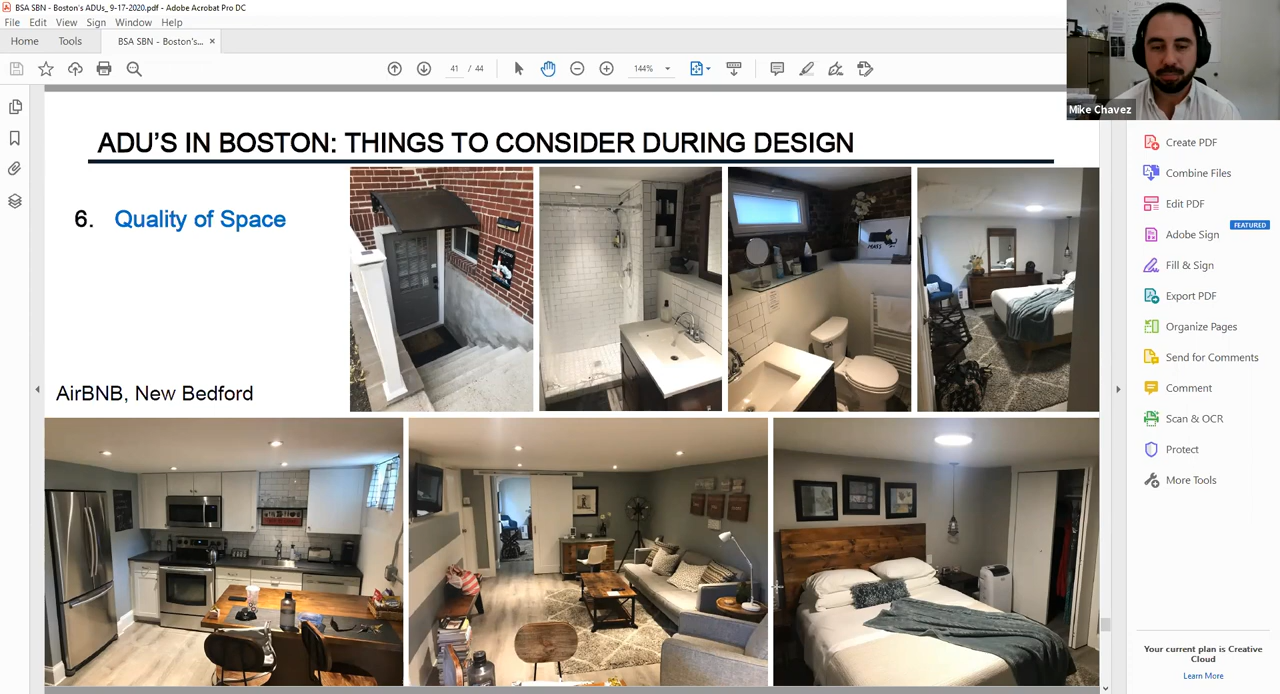 BSA SBN - Boston's ADUs_ 9-17-2020.pdf - Adobe Acrobat Pro DC
File Edit View Sign Window Help
Home Tools BSA SBN - Boston's... ×
41 / 44 144%
Mike Chavez
ADU'S IN BOSTON: THINGS TO CONSIDER DURING DESIGN
6. Quality of Space
AirBNB, New Bedford
MASS
Create PDF
Combine Files
Edit PDF
FEATURED
Adobe Sign
Fill & Sign
Export PDF
Organize Pages
Send for Comments
Comment
Scan & OCR
Protect
More Tools
Your current plan is Creative
Cloud
Learn More